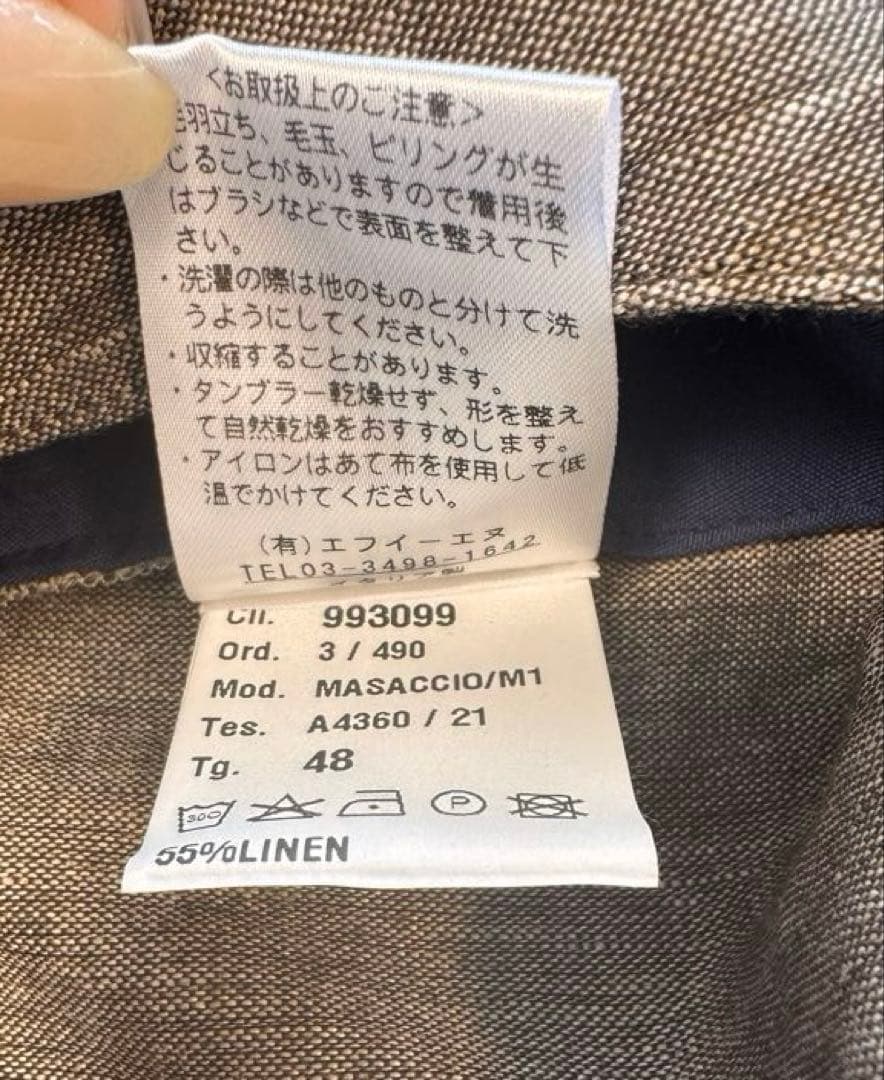 <お取扱上のご注意>
毛羽立ち、毛玉、ピリングが生
じることがありますので着用後
はブラシなどで表面を整えて下
さい。
・洗濯の際は他のものと分けて洗
うようにしてください。
・収縮することがあります。
・タンブラー乾燥せず、形を整え
て自然乾燥をおすすめします。
・アイロンはあて布を使用して低
温でかけてください。
(有)エフイーエヌ
TEL03-3498-1642
イタリア製
Cli. 993099
Ord. 3 / 490
Mod. MASACCIO/M1
Tes. A4360 / 21
Tg. 48
30° P
55%LINEN